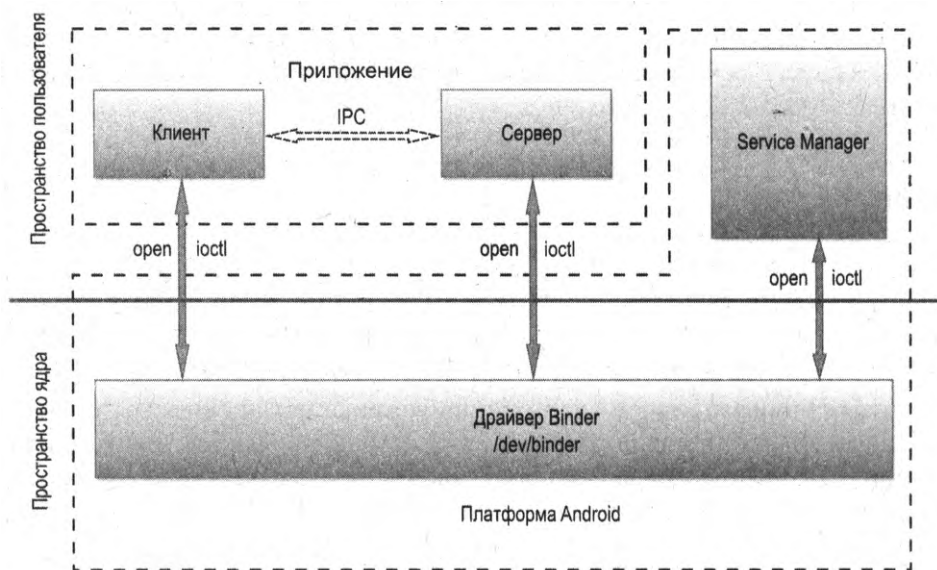 Пространство пользователя
Приложение
Клиент
IPC
Сервер
Service Manager
open ioctl
open ioctl
open ioctl
Пространство ядра
Драйвер Binder
/dev/binder
Платформа Android